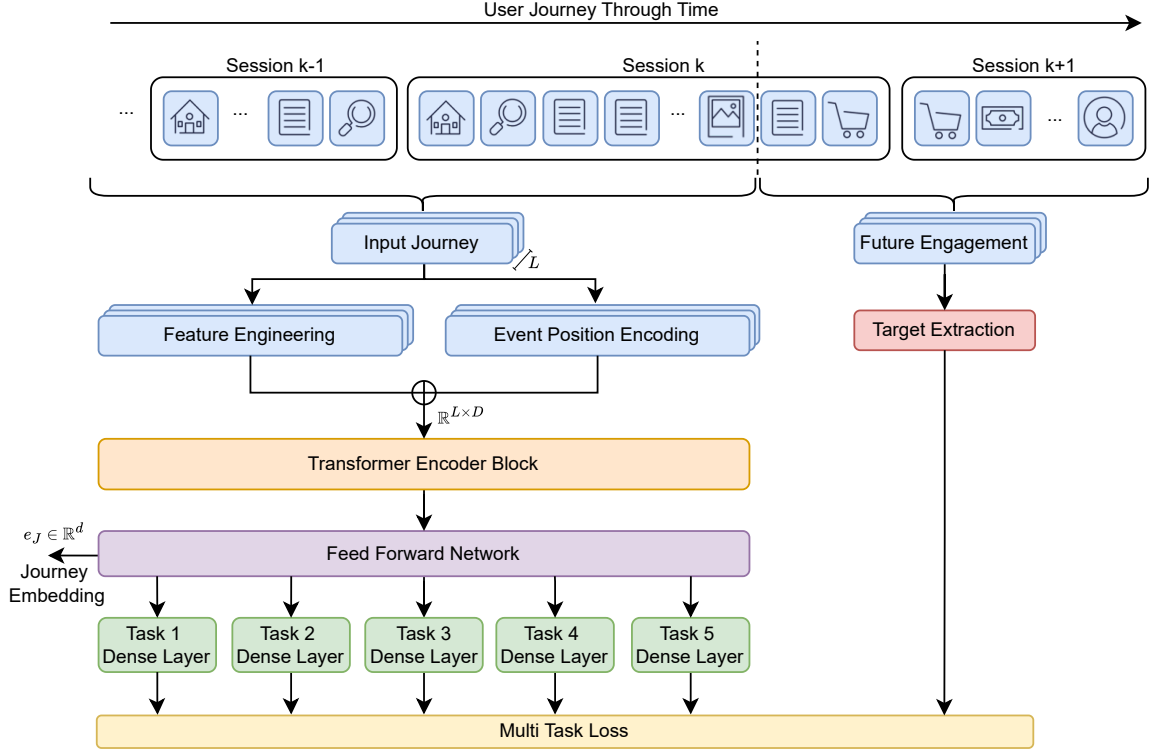 User Journey Through Time
Session k-1
Session k
Session k+1
...
...
...
...
Input Journey
L
Future Engagement
Feature Engineering
Event Position Encoding
Target Extraction
ℝ^{L×D}
Transformer Encoder Block
e_J ∈ ℝ^d
Journey
Embedding
Feed Forward Network
Task 1
Dense Layer
Task 2
Dense Layer
Task 3
Dense Layer
Task 4
Dense Layer
Task 5
Dense Layer
Multi Task Loss